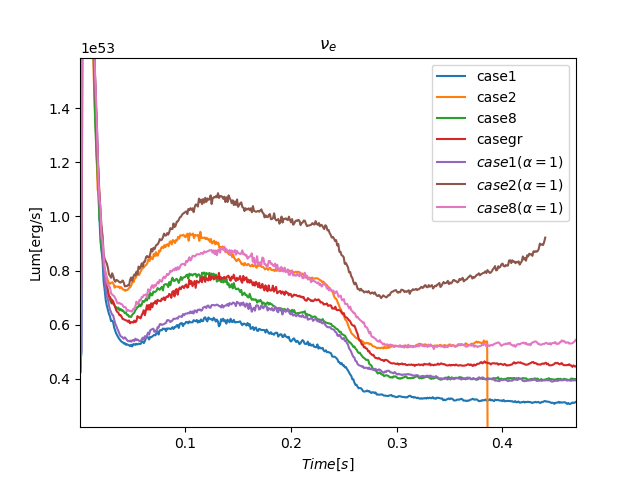 ν_e
1e53
Lum[erg/s]
1.4
1.2
1.0
0.8
0.6
0.4
case1
case2
case8
casegr
case1(α = 1)
case2(α = 1)
case8(α = 1)
0.1 0.2 0.3 0.4
Time[s]